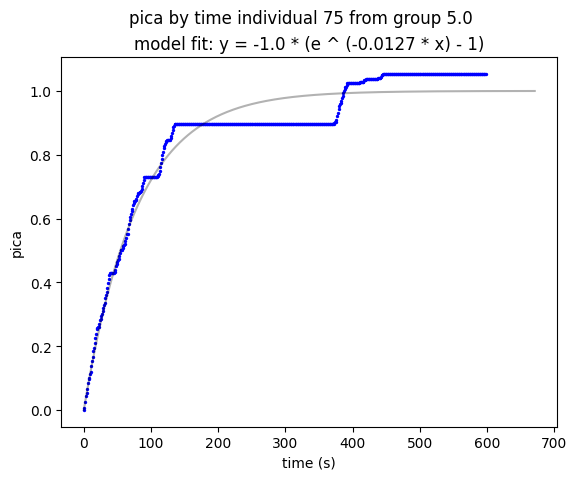 pica by time individual 75 from group 5.0
model fit: y = -1.0 * (e ^ (-0.0127 * x) - 1)
1.0
0.8
0.6
0.4
0.2
0.0
pica
0 100 200 300 400 500 600 700
time (s)